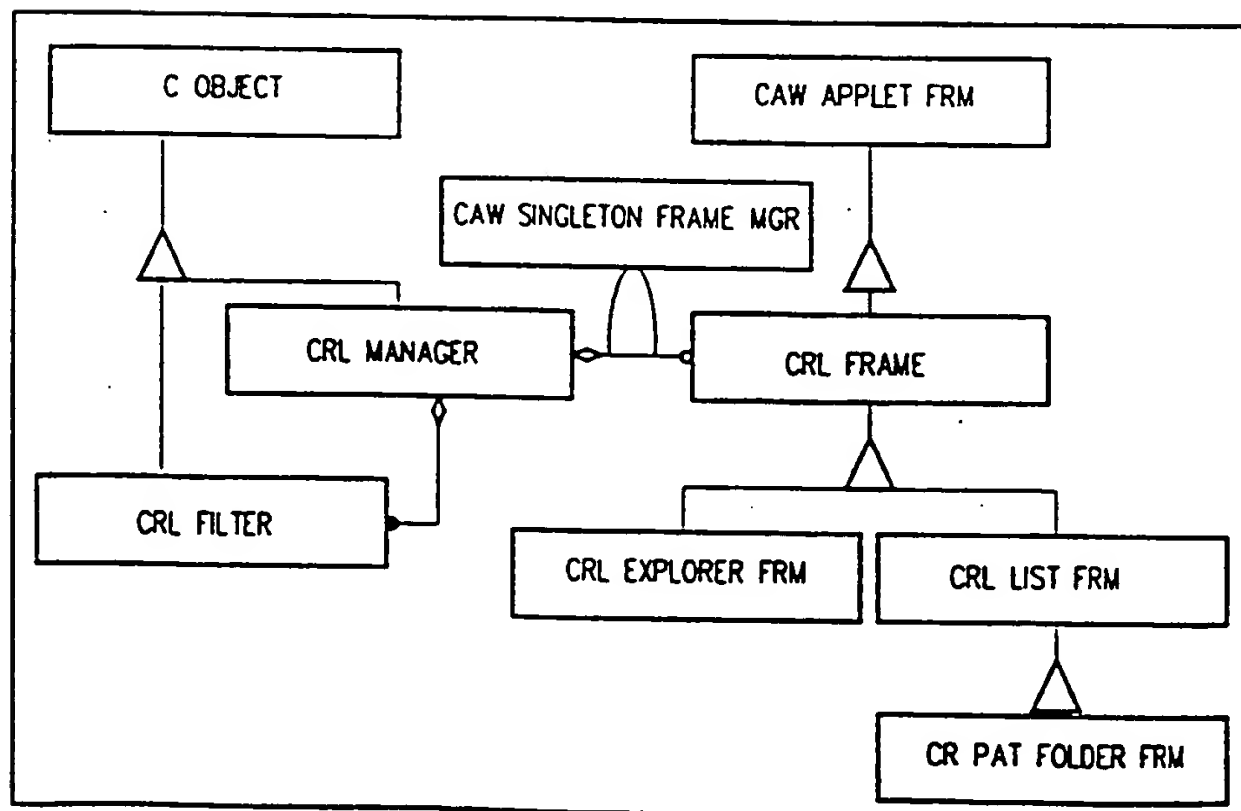 C OBJECT
CAW APPLET FRM
CAW SINGLETON FRAME MGR
CRL MANAGER
CRL FRAME
CRL FILTER
CRL EXPLORER FRM
CRL LIST FRM
CR PAT FOLDER FRM